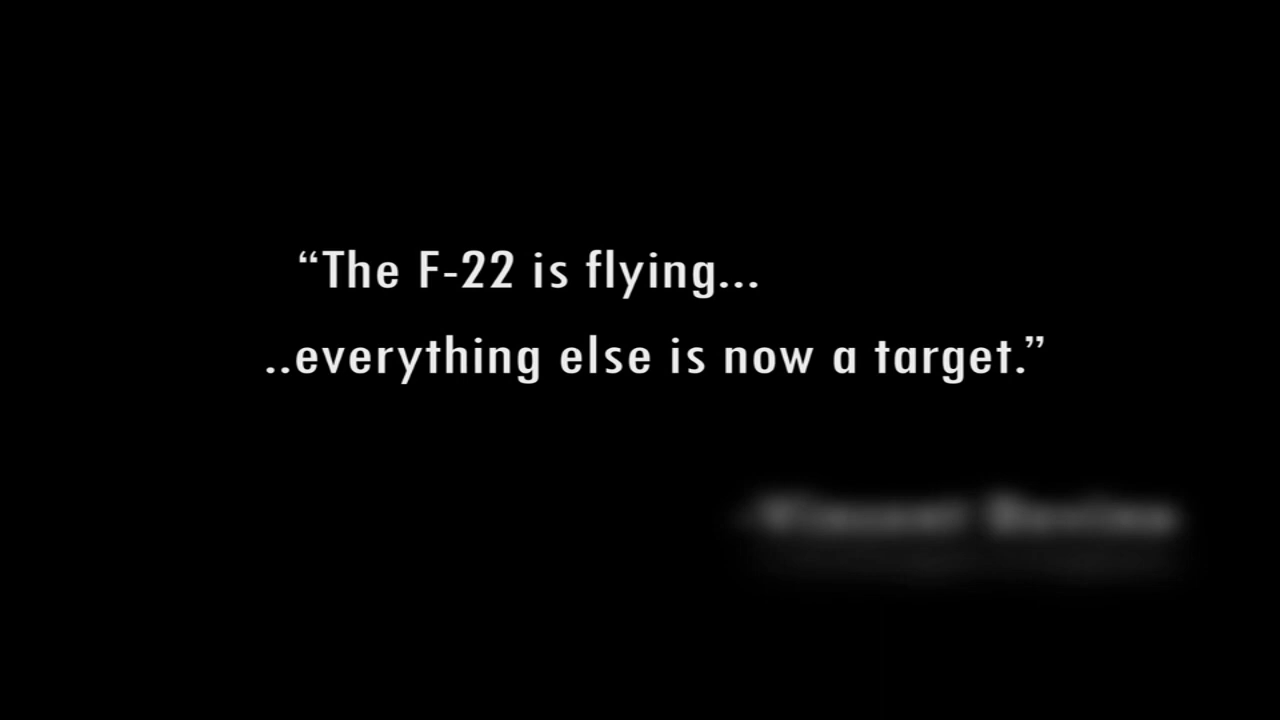 “The F-22 is flying...
..everything else is now a target.”